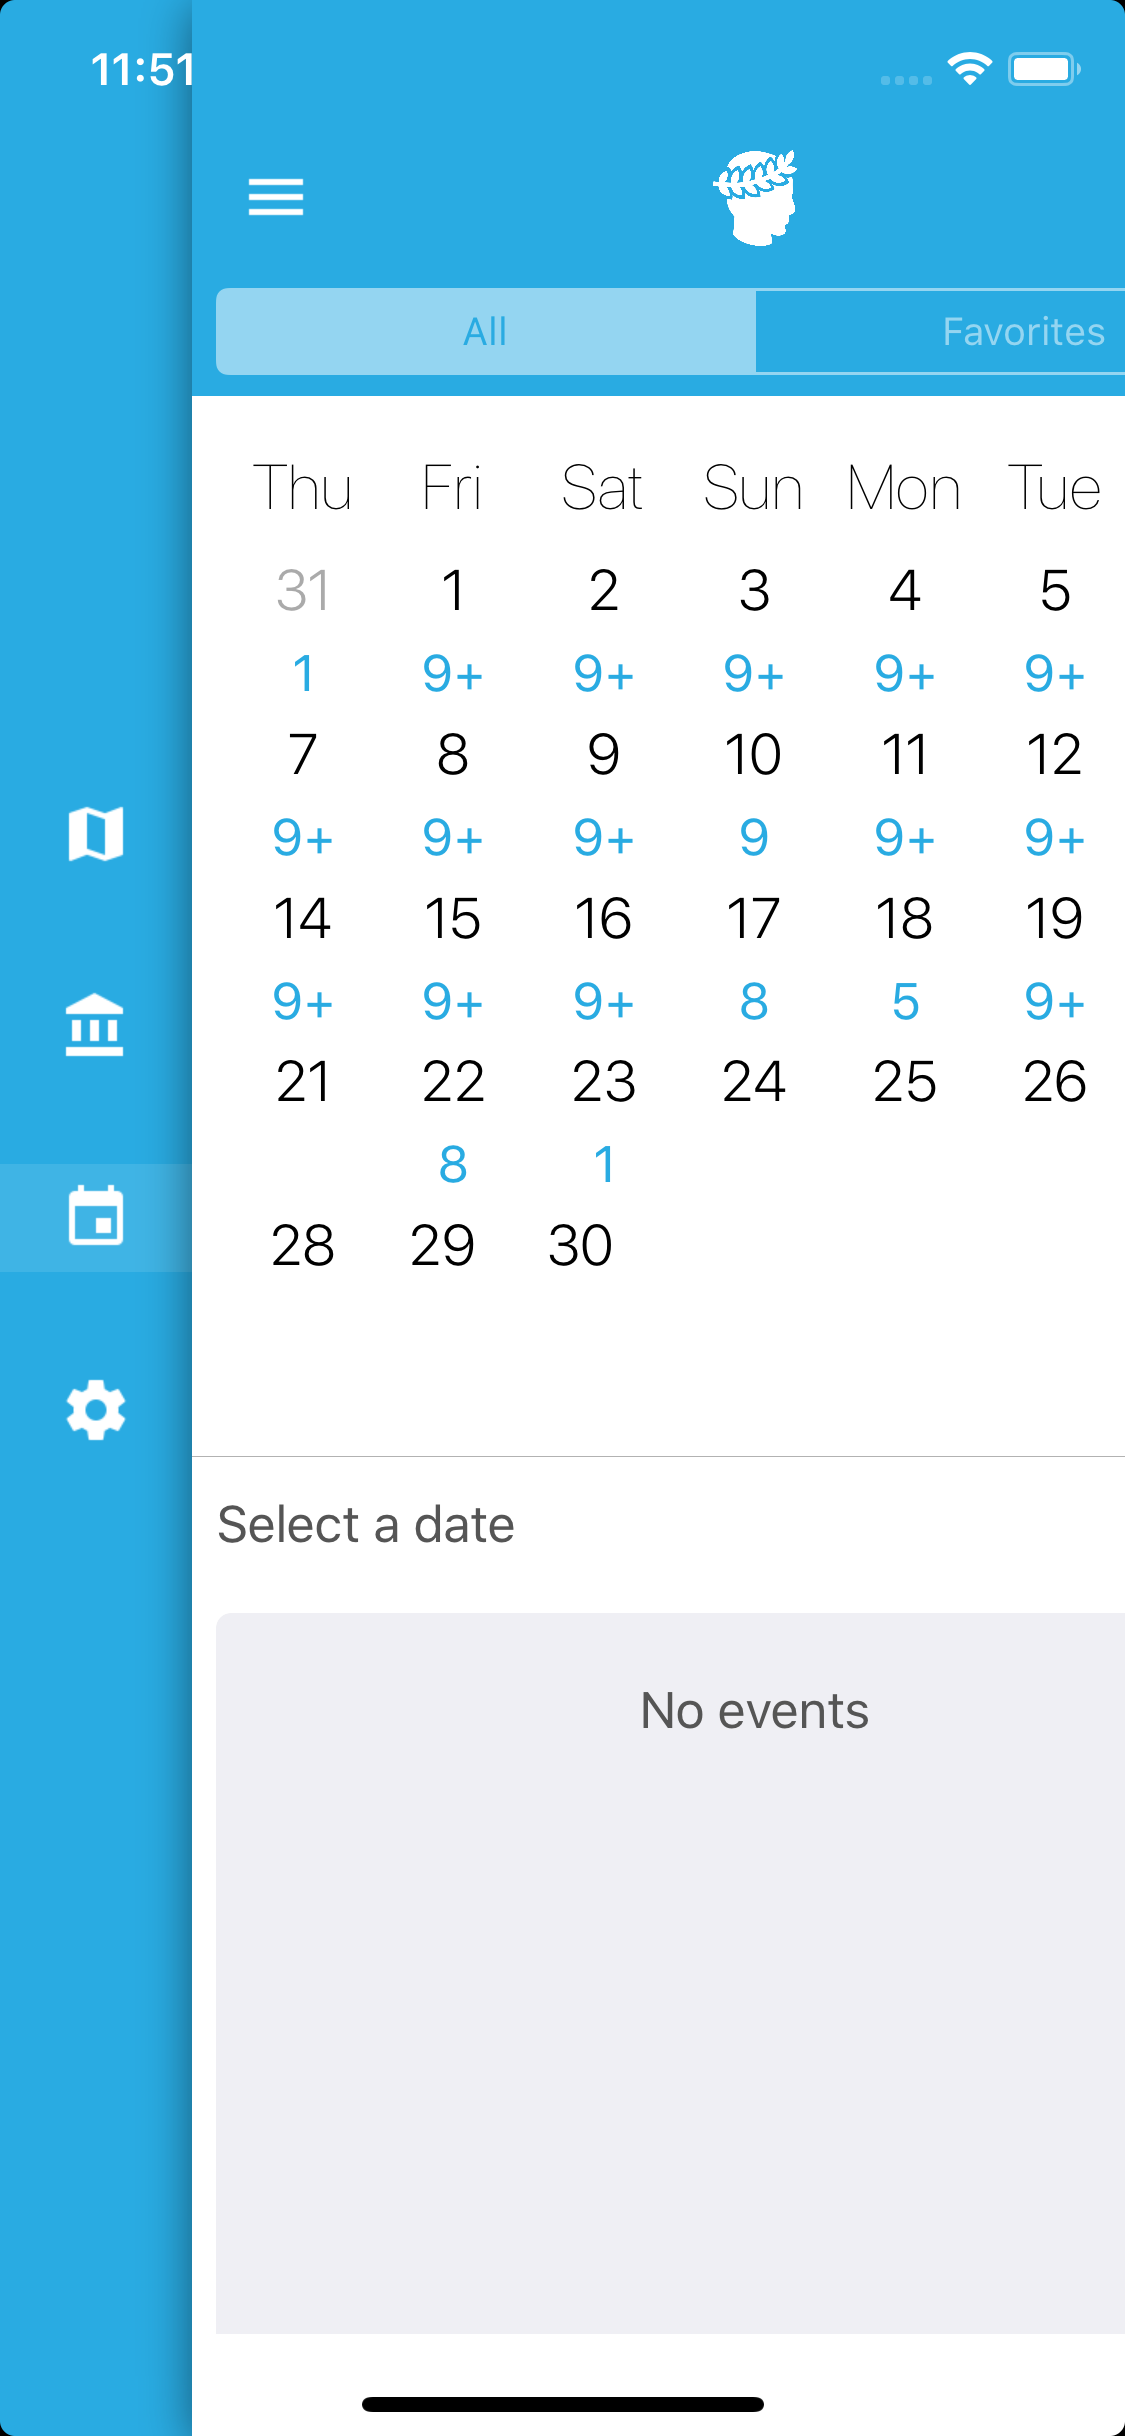 11:51
All Favorites
Thu Fri Sat Sun Mon Tue
31 1 2 3 4 5
1 9+ 9+ 9+ 9+ 9+
7 8 9 10 11 12
9+ 9+ 9+ 9 9+ 9+
14 15 16 17 18 19
9+ 9+ 9+ 8 5 9+
21 22 23 24 25 26
8 1
28 29 30
Select a date
No events